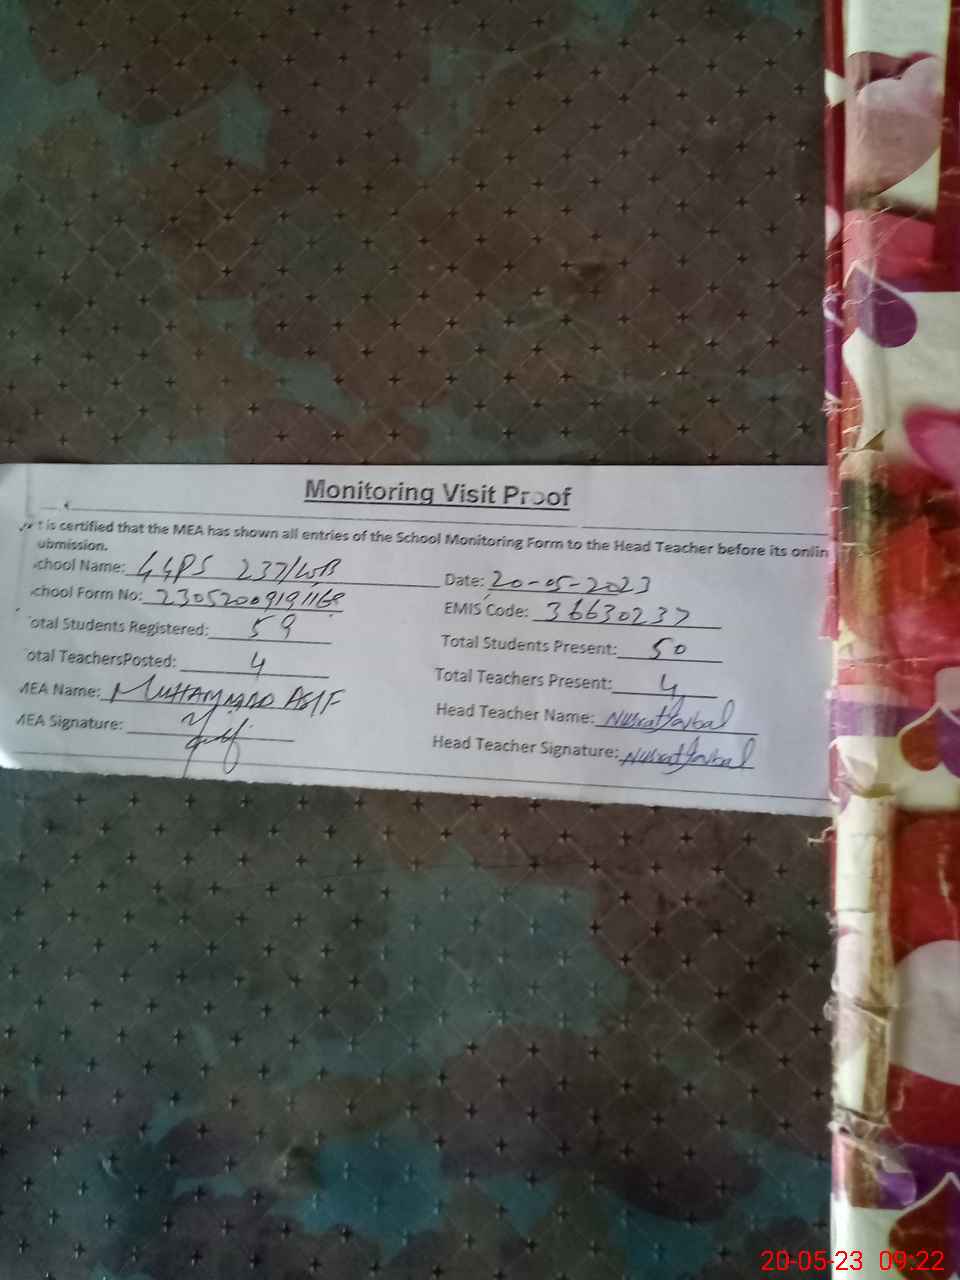 Monitoring Visit Proof
t is certified that the MEA has shown all entries of the School Monitoring Form to the Head Teacher before its onlin
ubmission.
chool Name: GGPS 237/WB Date: 20-05-2023
chool Form No: EMIS Code: 36630237
otal Students Registered: 59 Total Students Present: 50
otal TeachersPosted: 4 Total Teachers Present: 4
MEA Name: MUHAMMAD ASIF Head Teacher Name: Nusrat
MEA Signature: Head Teacher Signature: Nusrat
20-05-23 09:22